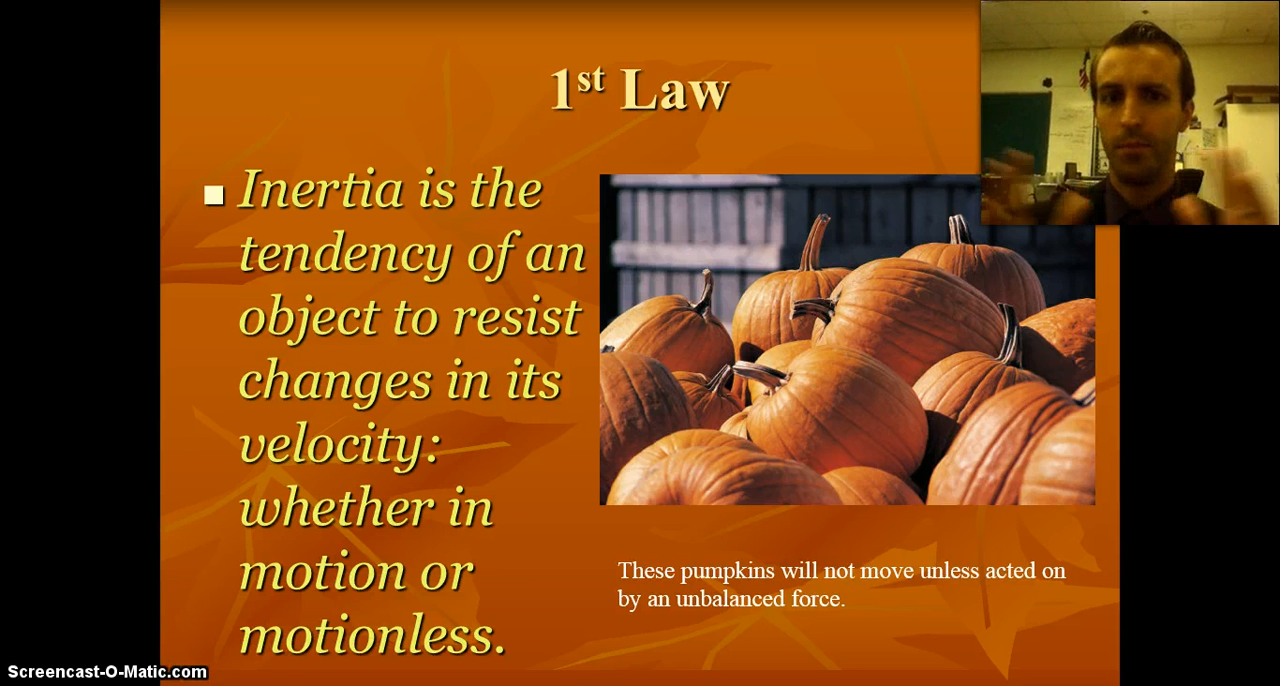 1st Law
Inertia is the
tendency of an
object to resist
changes in its
velocity:
whether in
motion or
motionless.
These pumpkins will not move unless acted on
by an unbalanced force.
Screencast-O-Matic.com